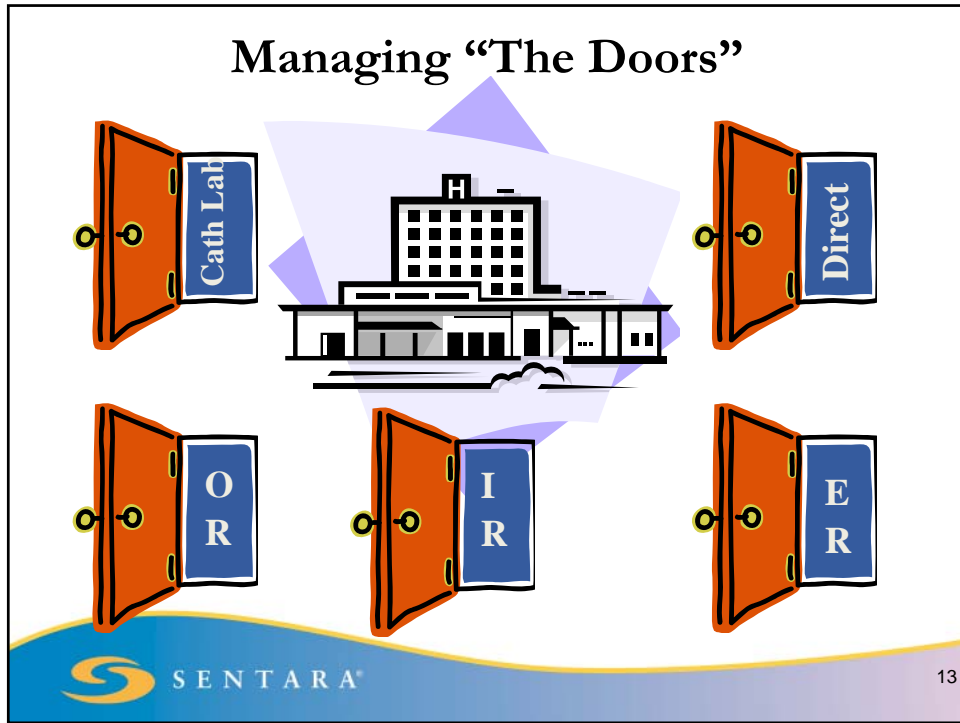 Managing “The Doors”
H
Cath Lab
Direct
O
R
I
R
E
R
SENTARA®
13